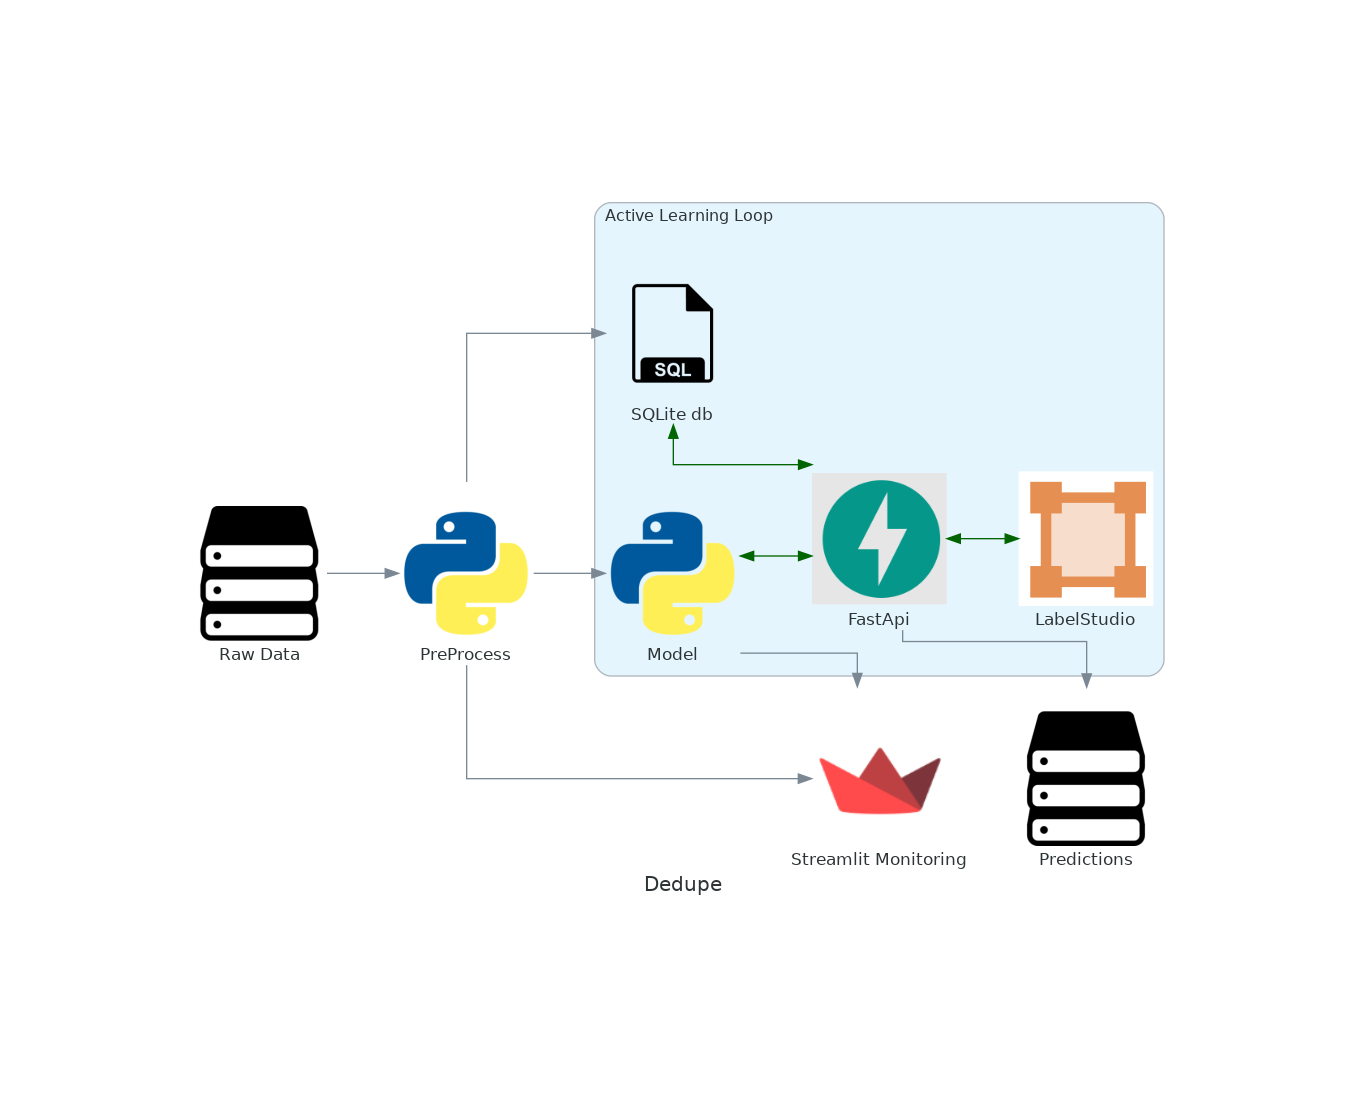 Active Learning Loop
SQL
SQLite db
Raw Data
PreProcess
Model
FastApi
LabelStudio
Streamlit Monitoring
Predictions
Dedupe